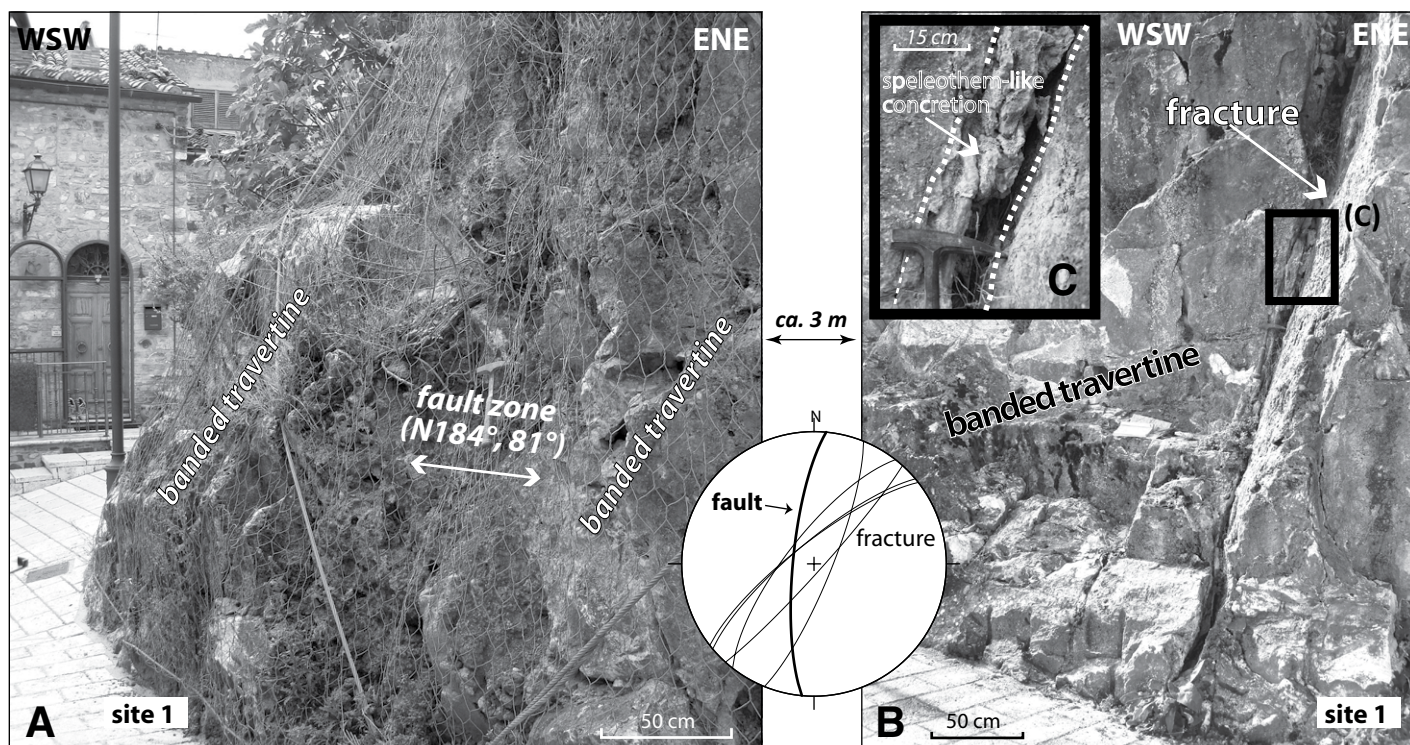 WSW
ENE
banded travertine
fault zone
(N184°, 81°)
banded travertine
A
site 1
50 cm
ca. 3 m
N
fault
fracture
15 cm
speleothem-like
concretion
C
WSW
ENE
fracture
(C)
banded travertine
B
50 cm
site 1